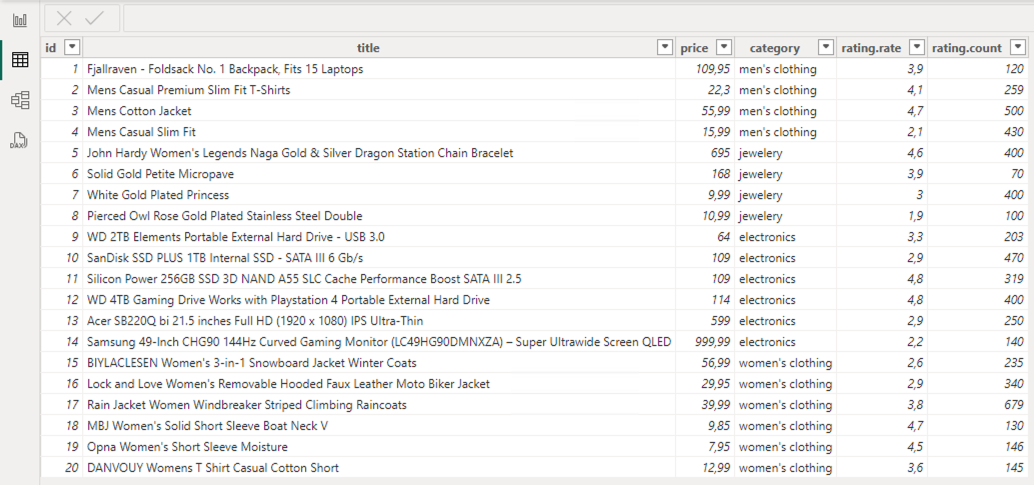 id title price category rating.rate rating.count
1 Fjallraven - Foldsack No. 1 Backpack, Fits 15 Laptops 109,95 men's clothing 3,9 120
2 Mens Casual Premium Slim Fit T-Shirts 22,3 men's clothing 4,1 259
3 Mens Cotton Jacket 55,99 men's clothing 4,7 500
4 Mens Casual Slim Fit 15,99 men's clothing 2,1 430
5 John Hardy Women's Legends Naga Gold & Silver Dragon Station Chain Bracelet 695 jewelery 4,6 400
6 Solid Gold Petite Micropave 168 jewelery 3,9 70
7 White Gold Plated Princess 9,99 jewelery 3 400
8 Pierced Owl Rose Gold Plated Stainless Steel Double 10,99 jewelery 1,9 100
9 WD 2TB Elements Portable External Hard Drive - USB 3.0 64 electronics 3,3 203
10 SanDisk SSD PLUS 1TB Internal SSD - SATA III 6 Gb/s 109 electronics 2,9 470
11 Silicon Power 256GB SSD 3D NAND A55 SLC Cache Performance Boost SATA III 2.5 109 electronics 4,8 319
12 WD 4TB Gaming Drive Works with Playstation 4 Portable External Hard Drive 114 electronics 4,8 400
13 Acer SB220Q bi 21.5 inches Full HD (1920 x 1080) IPS Ultra-Thin 599 electronics 2,9 250
14 Samsung 49-Inch CHG90 144Hz Curved Gaming Monitor (LC49HG90DMNXZA) – Super Ultrawide Screen QLED 999,99 electronics 2,2 140
15 BIYLACLESEN Women's 3-in-1 Snowboard Jacket Winter Coats 56,99 women's clothing 2,6 235
16 Lock and Love Women's Removable Hooded Faux Leather Moto Biker Jacket 29,95 women's clothing 2,9 340
17 Rain Jacket Women Windbreaker Striped Climbing Raincoats 39,99 women's clothing 3,8 679
18 MBJ Women's Solid Short Sleeve Boat Neck V 9,85 women's clothing 4,7 130
19 Opna Women's Short Sleeve Moisture 7,95 women's clothing 4,5 146
20 DANVOUY Womens T Shirt Casual Cotton Short 12,99 women's clothing 3,6 145
DAX